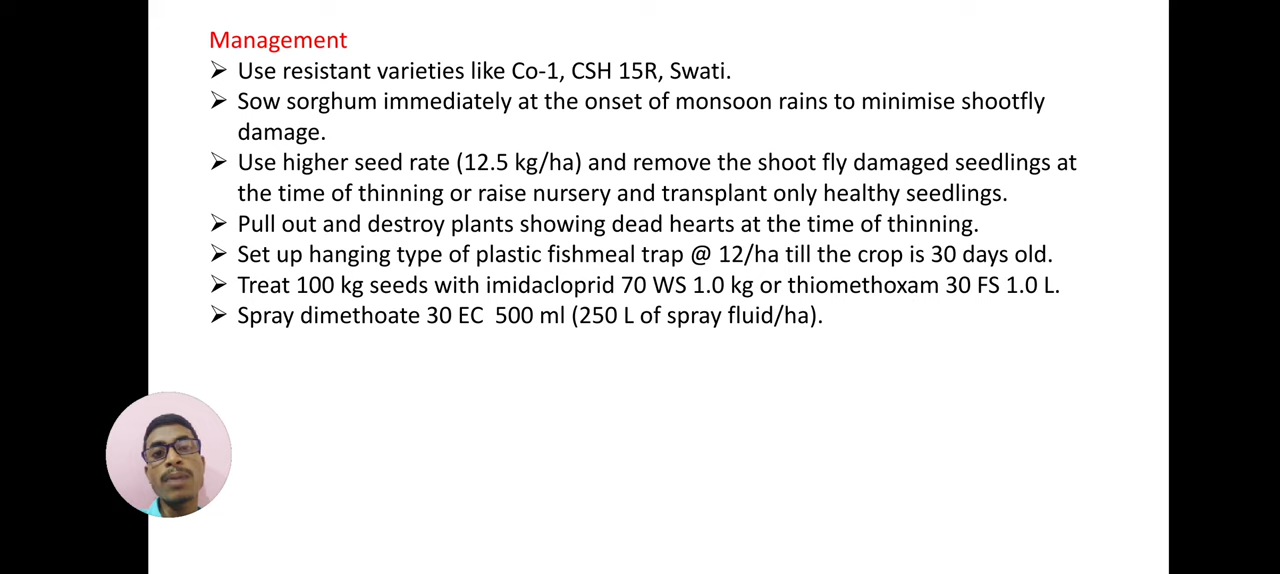 Management
➢ Use resistant varieties like Co-1, CSH 15R, Swati.
➢ Sow sorghum immediately at the onset of monsoon rains to minimise shootfly
damage.
➢ Use higher seed rate (12.5 kg/ha) and remove the shoot fly damaged seedlings at
the time of thinning or raise nursery and transplant only healthy seedlings.
➢ Pull out and destroy plants showing dead hearts at the time of thinning.
➢ Set up hanging type of plastic fishmeal trap @ 12/ha till the crop is 30 days old.
➢ Treat 100 kg seeds with imidacloprid 70 WS 1.0 kg or thiomethoxam 30 FS 1.0 L.
➢ Spray dimethoate 30 EC  500 ml (250 L of spray fluid/ha).